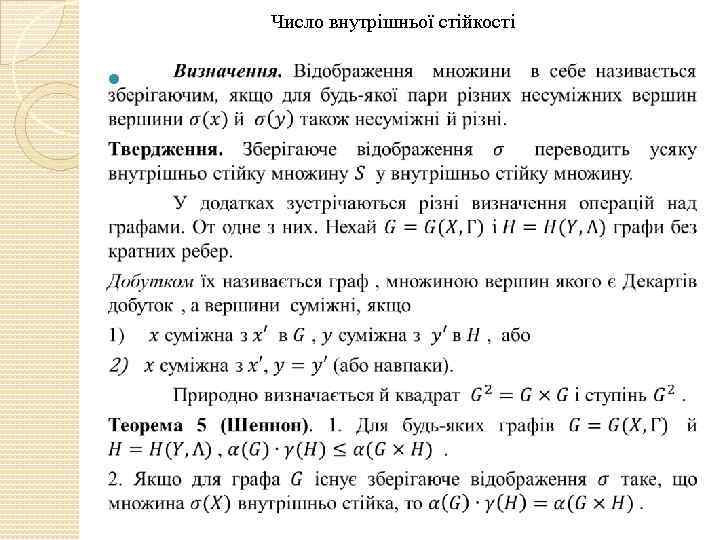 Число внутрішньої стійкості
• Визначення. Відображення множини в себе називається
зберігаючим, якщо для будь-якої пари різних несуміжних вершин
вершини σ(x) й σ(y) також несуміжні й різні.
Твердження. Зберігаюче відображення σ переводить усяку
внутрішньо стійку множину S у внутрішньо стійку множину.
У додатках зустрічаються різні визначення операцій над
графами. От одне з них. Нехай G = G(X, Γ) і H = H(Y, Λ) графи без
кратних ребер.
Добутком їх називається граф , множиною вершин якого є Декартів
добуток , а вершини суміжні, якщо
1) x суміжна з x′ в G , y суміжна з y′ в H , або
2) x суміжна з x′, y = y′ (або навпаки).
Природно визначається й квадрат G² = G × G і ступінь G² .
Теорема 5 (Шеннон). 1. Для будь-яких графів G = G(X, Γ) й
H = H(Y, Λ) , α(G) · γ(H) ≤ α(G × H) .
2. Якщо для графа G існує зберігаюче відображення σ таке, що
множина σ(X) внутрішньо стійка, то α(G) · γ(H) = α(G × H) .